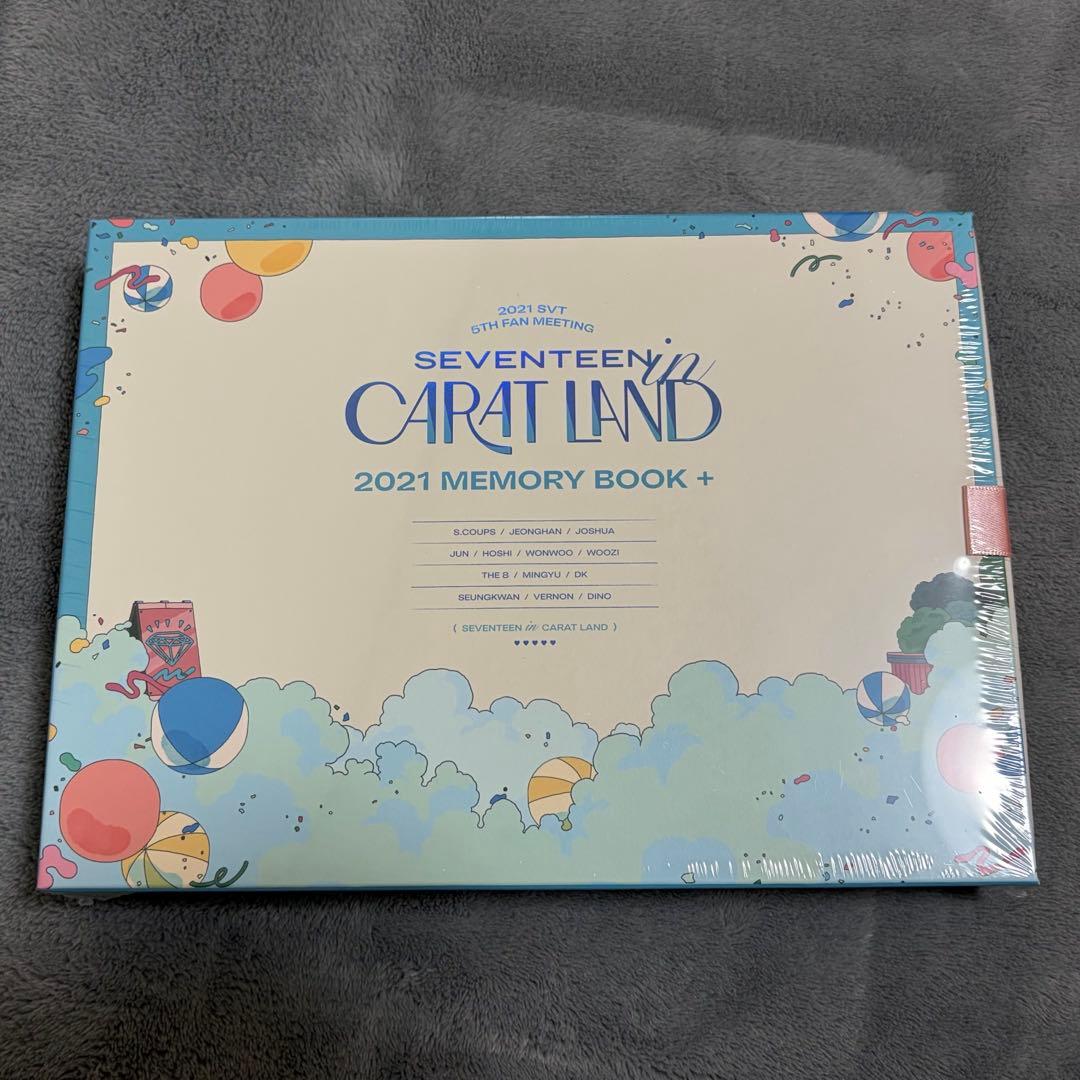 2021 SVT
5TH FAN MEETING
SEVENTEEN in
CARAT LAND
2021 MEMORY BOOK +
S.COUPS / JEONGHAN / JOSHUA
JUN / HOSHI / WONWOO / WOOZI
THE 8 / MINGYU / DK
SEUNGKWAN / VERNON / DINO
( SEVENTEEN in CARAT LAND )
♥♥♥♥♥